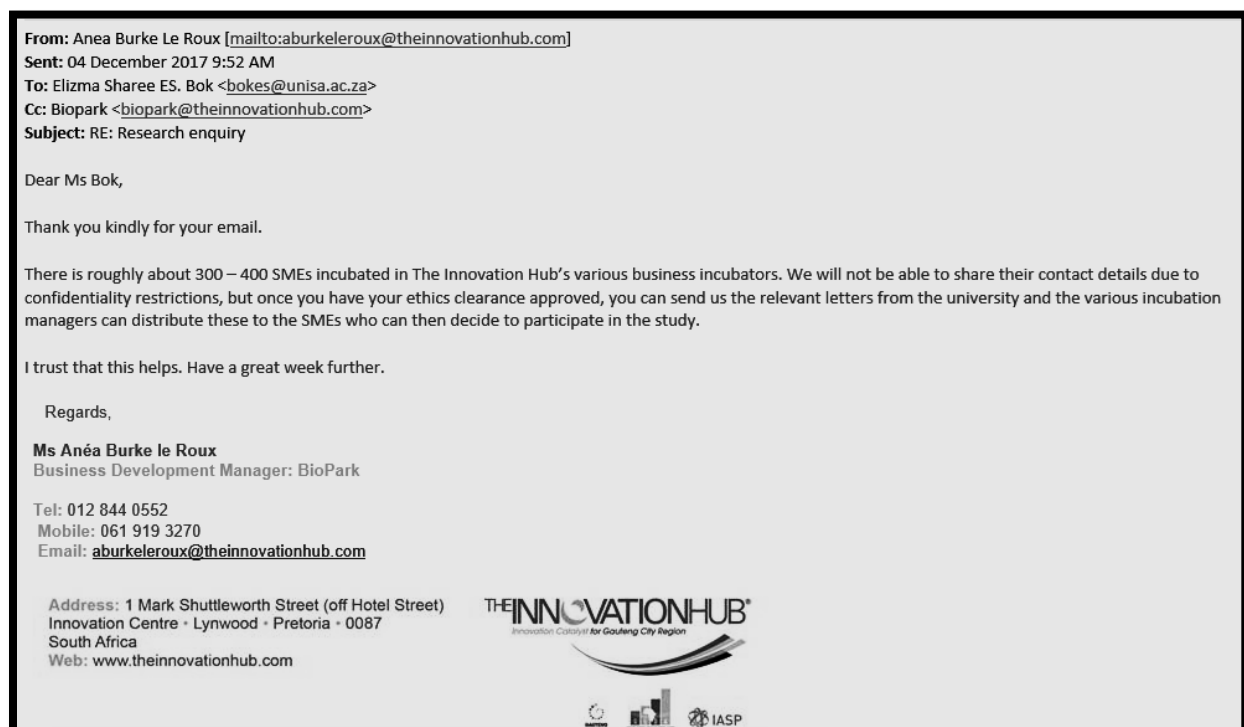 From: Anea Burke Le Roux [mailto:aburkeleroux@theinnovationhub.com]
Sent: 04 December 2017 9:52 AM
To: Elizma Sharee ES. Bok <bokes@unisa.ac.za>
Cc: Biopark <biopark@theinnovationhub.com>
Subject: RE: Research enquiry
Dear Ms Bok,
Thank you kindly for your email.
There is roughly about 300 – 400 SMEs incubated in The Innovation Hub's various business incubators. We will not be able to share their contact details due to
confidentiality restrictions, but once you have your ethics clearance approved, you can send us the relevant letters from the university and the various incubation
managers can distribute these to the SMEs who can then decide to participate in the study.
I trust that this helps. Have a great week further.
Regards,
Ms Anéa Burke le Roux
Business Development Manager: BioPark
Tel: 012 844 0552
Mobile: 061 919 3270
Email: aburkeleroux@theinnovationhub.com
Address: 1 Mark Shuttleworth Street (off Hotel Street)
Innovation Centre • Lynwood • Pretoria • 0087
South Africa
Web: www.theinnovationhub.com
THEINNOVATIONHUB®
Innovation Catalyst for Gauteng City Region
IASP